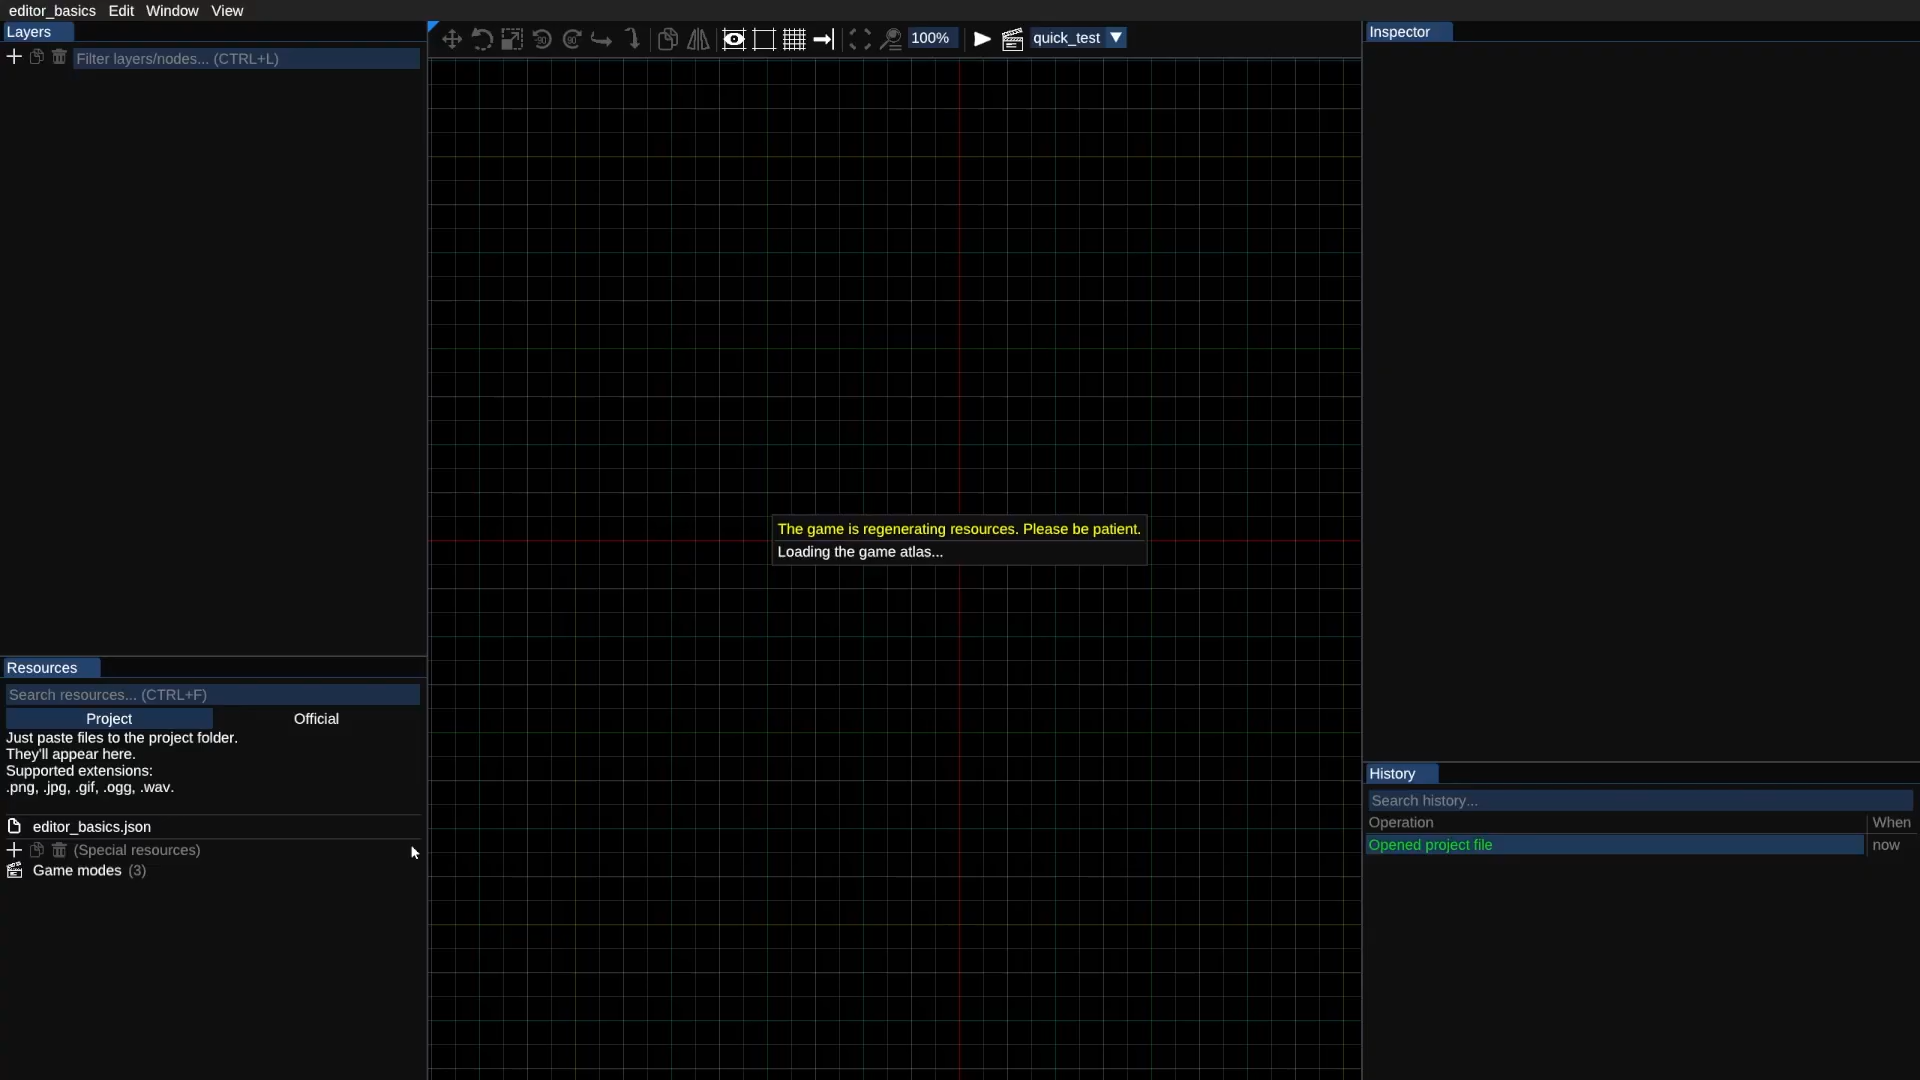 editor_basics Edit Window View
Layers
Filter layers/nodes... (CTRL+L)
-90 90 100% quick_test
Inspector
The game is regenerating resources. Please be patient.
Loading the game atlas...
Resources
Search resources... (CTRL+F)
Project Official
Just paste files to the project folder.
They'll appear here.
Supported extensions:
.png, .jpg, .gif, .ogg, .wav.
editor_basics.json
(Special resources)
Game modes (3)
History
Search history...
Operation When
Opened project file now